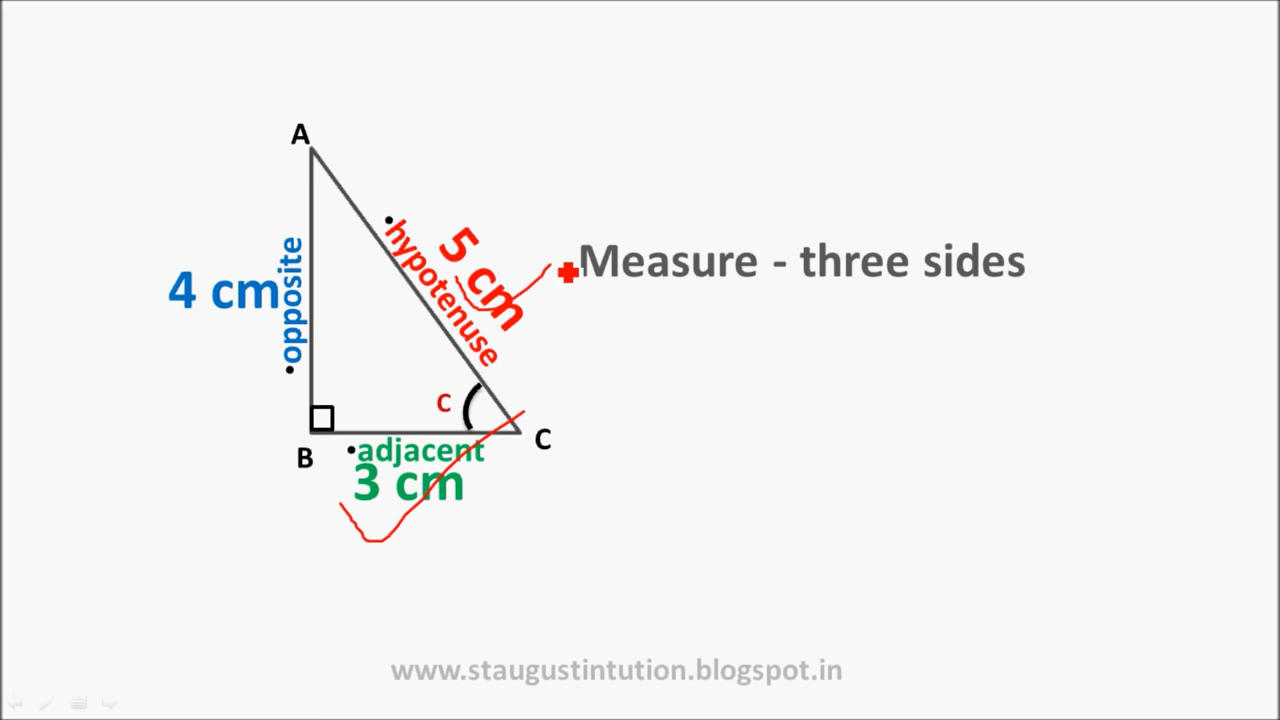 A
5 cm
•hypotenuse
Measure - three sides
4 cm
•opposite
C
C
B
•adjacent
3 cm
www.staugustintution.blogspot.in